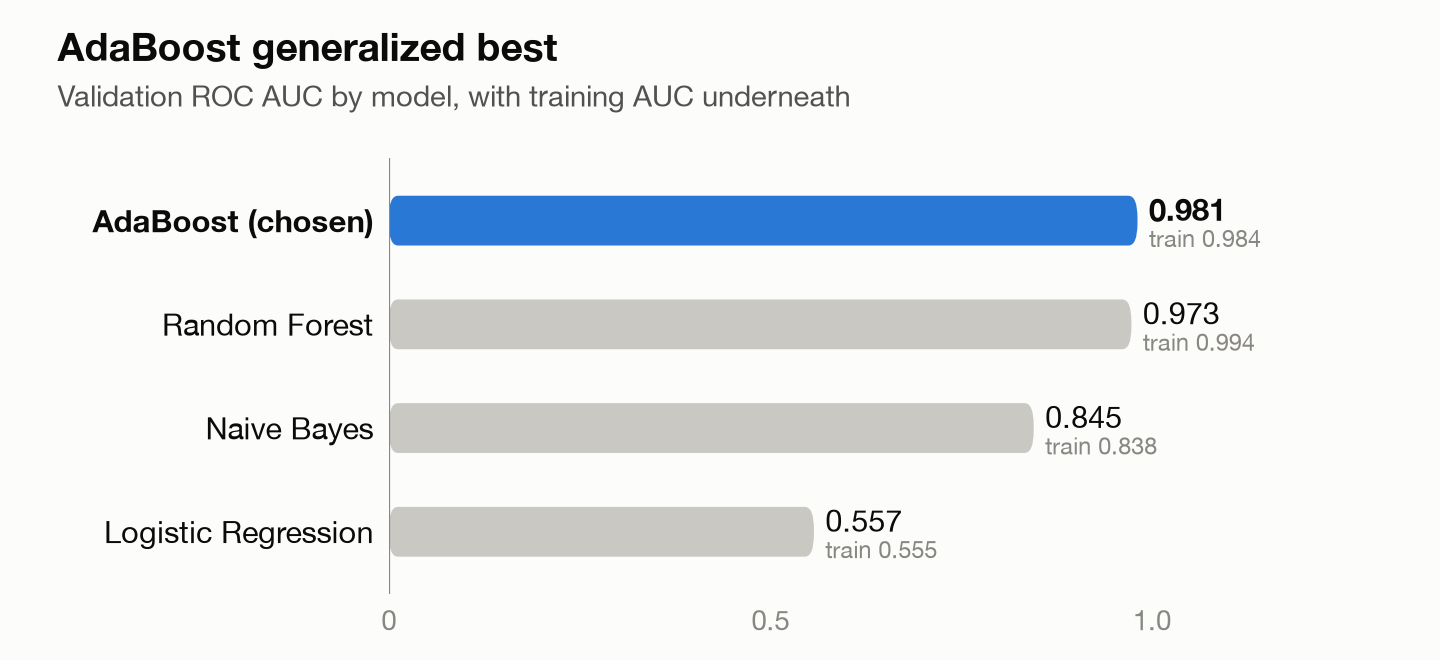 AdaBoost generalized best
Validation ROC AUC by model, with training AUC underneath
AdaBoost (chosen)
0.981
train 0.984
Random Forest
0.973
train 0.994
Naive Bayes
0.845
train 0.838
Logistic Regression
0.557
train 0.555
0
0.5
1.0